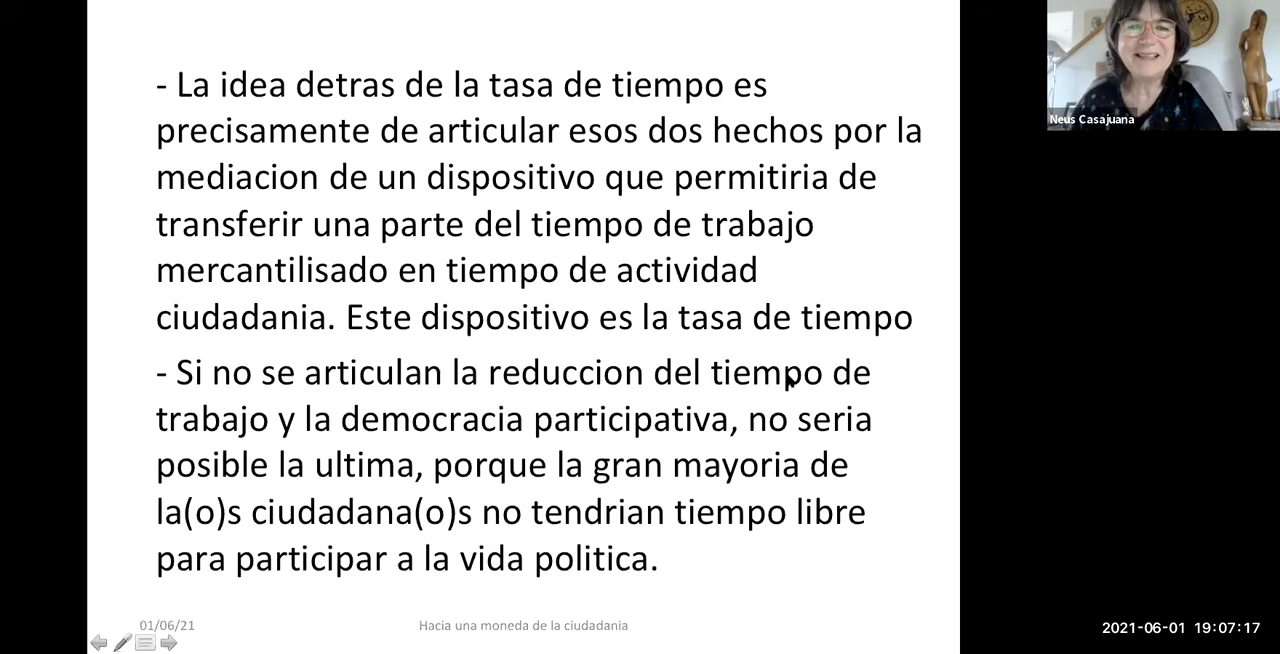 - La idea detras de la tasa de tiempo es
precisamente de articular esos dos hechos por la
mediacion de un dispositivo que permitiria de
transferir una parte del tiempo de trabajo
mercantilisado en tiempo de actividad
ciudadania. Este dispositivo es la tasa de tiempo
- Si no se articulan la reduccion del tiempo de
trabajo y la democracia participativa, no seria
posible la ultima, porque la gran mayoria de
la(o)s ciudadana(o)s no tendrian tiempo libre
para participar a la vida politica.
01/06/21
Hacia una moneda de la ciudadania
Neus Casajuana
2021-06-01 19:07:17